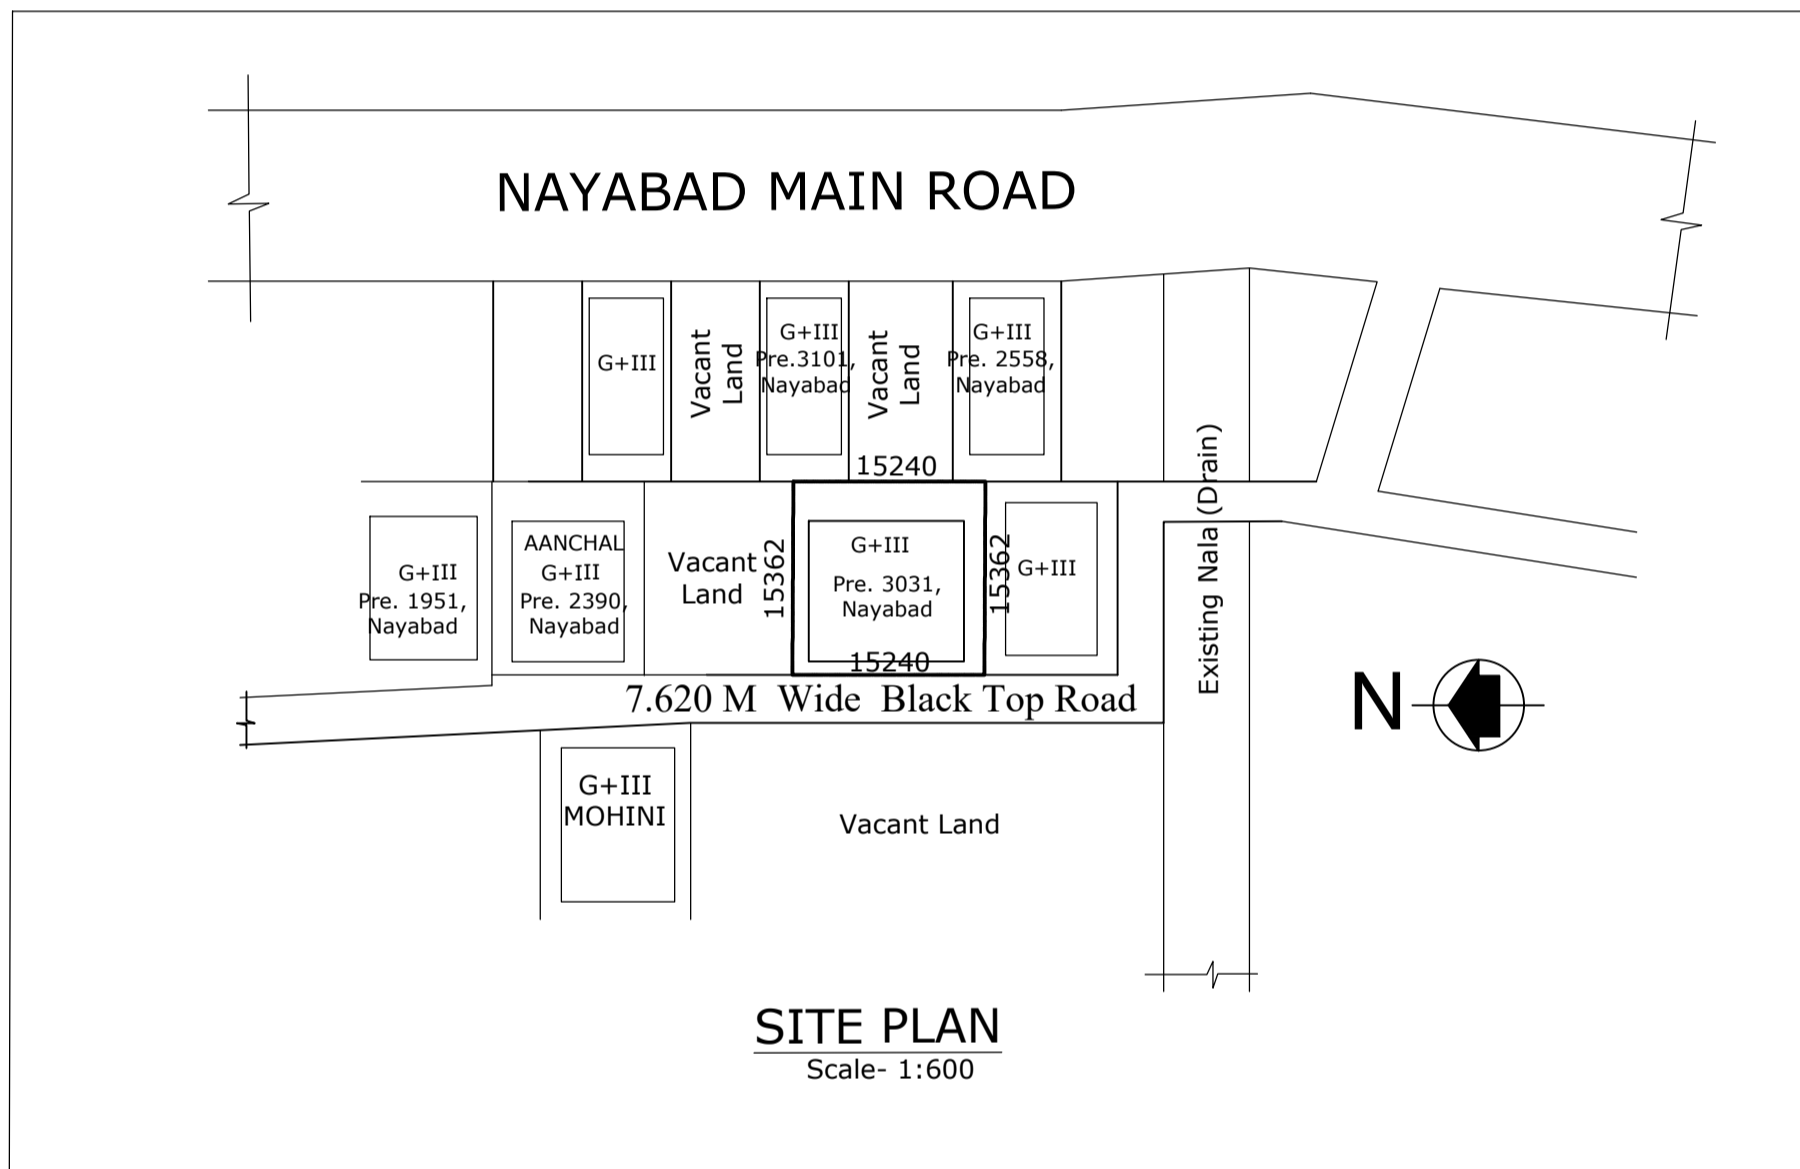 NAYABAD MAIN ROAD
G+III
Vacant
Land
G+III
Pre.3101,
Nayabad
Vacant
Land
G+III
Pre. 2558,
Nayabad
15240
G+III
Pre. 1951,
Nayabad
AANCHAL
G+III
Pre. 2390,
Nayabad
Vacant
Land
15362
G+III
Pre. 3031,
Nayabad
15240
15362
G+III
Existing Nala (Drain)
7.620 M Wide Black Top Road
N
G+III
MOHINI
Vacant Land
SITE PLAN
Scale- 1:600